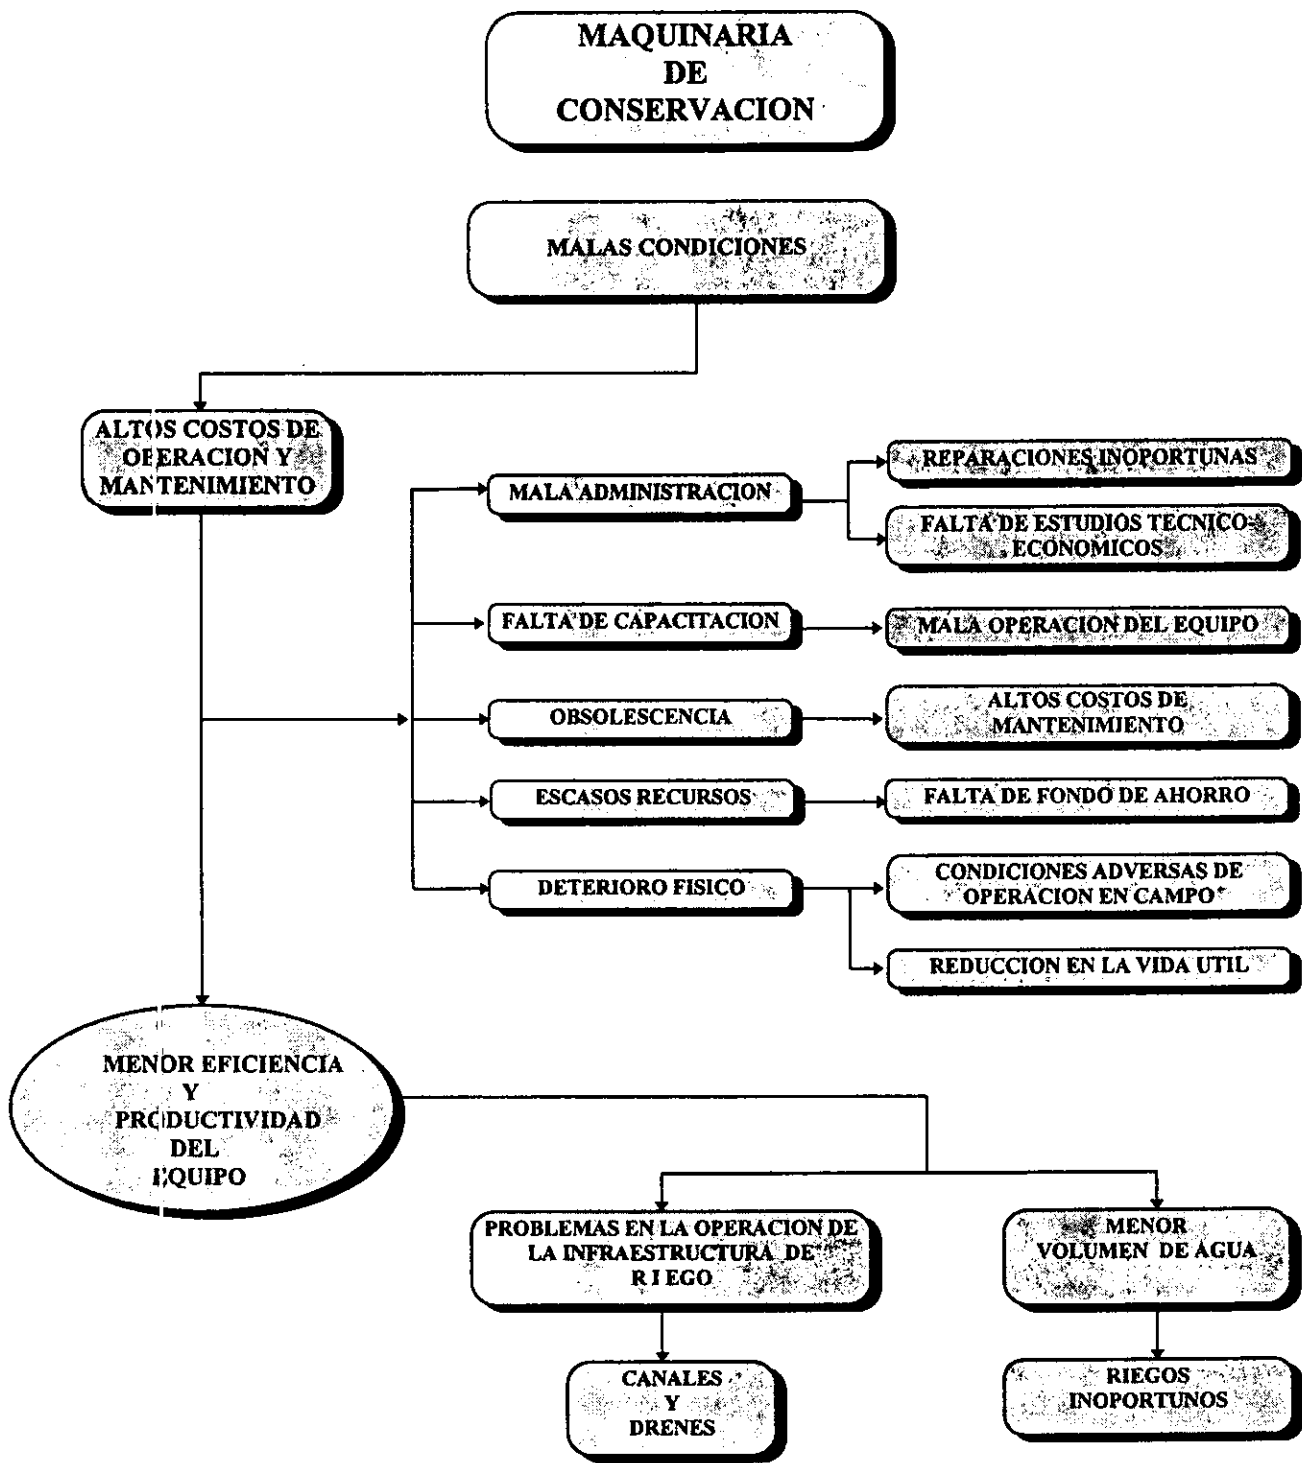 MAQUINARIA
DE
CONSERVACION
MALAS CONDICIONES
ALTOS COSTOS DE
OPERACION Y
MANTENIMIENTO
MALA ADMINISTRACION
REPARACIONES INOPORTUNAS
FALTA DE ESTUDIOS TECNICO-
ECONOMICOS
FALTA DE CAPACITACION
MALA OPERACION DEL EQUIPO
OBSOLESCENCIA
ALTOS COSTOS DE
MANTENIMIENTO
ESCASOS RECURSOS
FALTA DE FONDO DE AHORRO
DETERIORO FISICO
CONDICIONES ADVERSAS DE
OPERACION EN CAMPO
REDUCCION EN LA VIDA UTIL
MENOR EFICIENCIA
Y
PRODUCTIVIDAD
DEL
EQUIPO
PROBLEMAS EN LA OPERACION DE
LA INFRAESTRUCTURA DE
R I EGO
MENOR
VOLUMEN DE AGUA
CANALES
Y
DRENES
RIEGOS
INOPORTUNOS